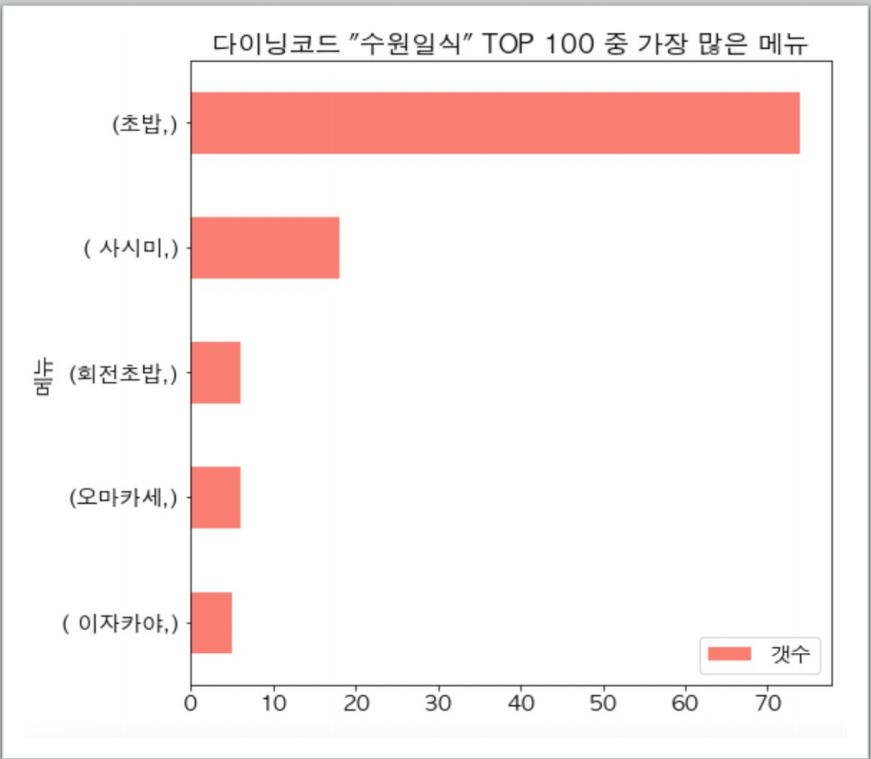 다이닝코드 "수원일식" TOP 100 중 가장 많은 메뉴
(초밥,)
( 사시미,)
메뉴
(회전초밥,)
(오마카세,)
( 이자카야,)
갯수
0 10 20 30 40 50 60 70